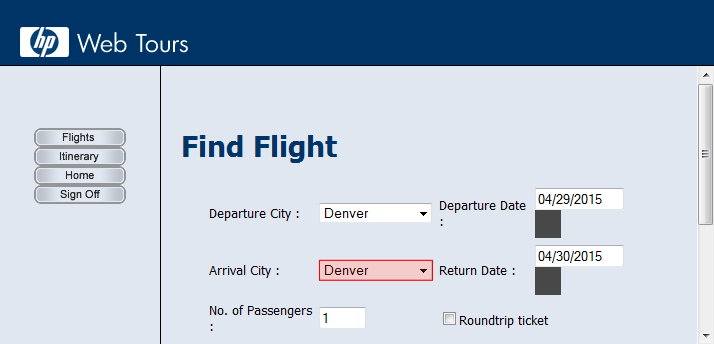 hp Web Tours
Flights
Itinerary
Home
Sign Off
Find Flight
Departure City : Denver Departure Date : 04/29/2015
Arrival City : Denver Return Date : 04/30/2015
No. of Passengers : 1 Roundtrip ticket